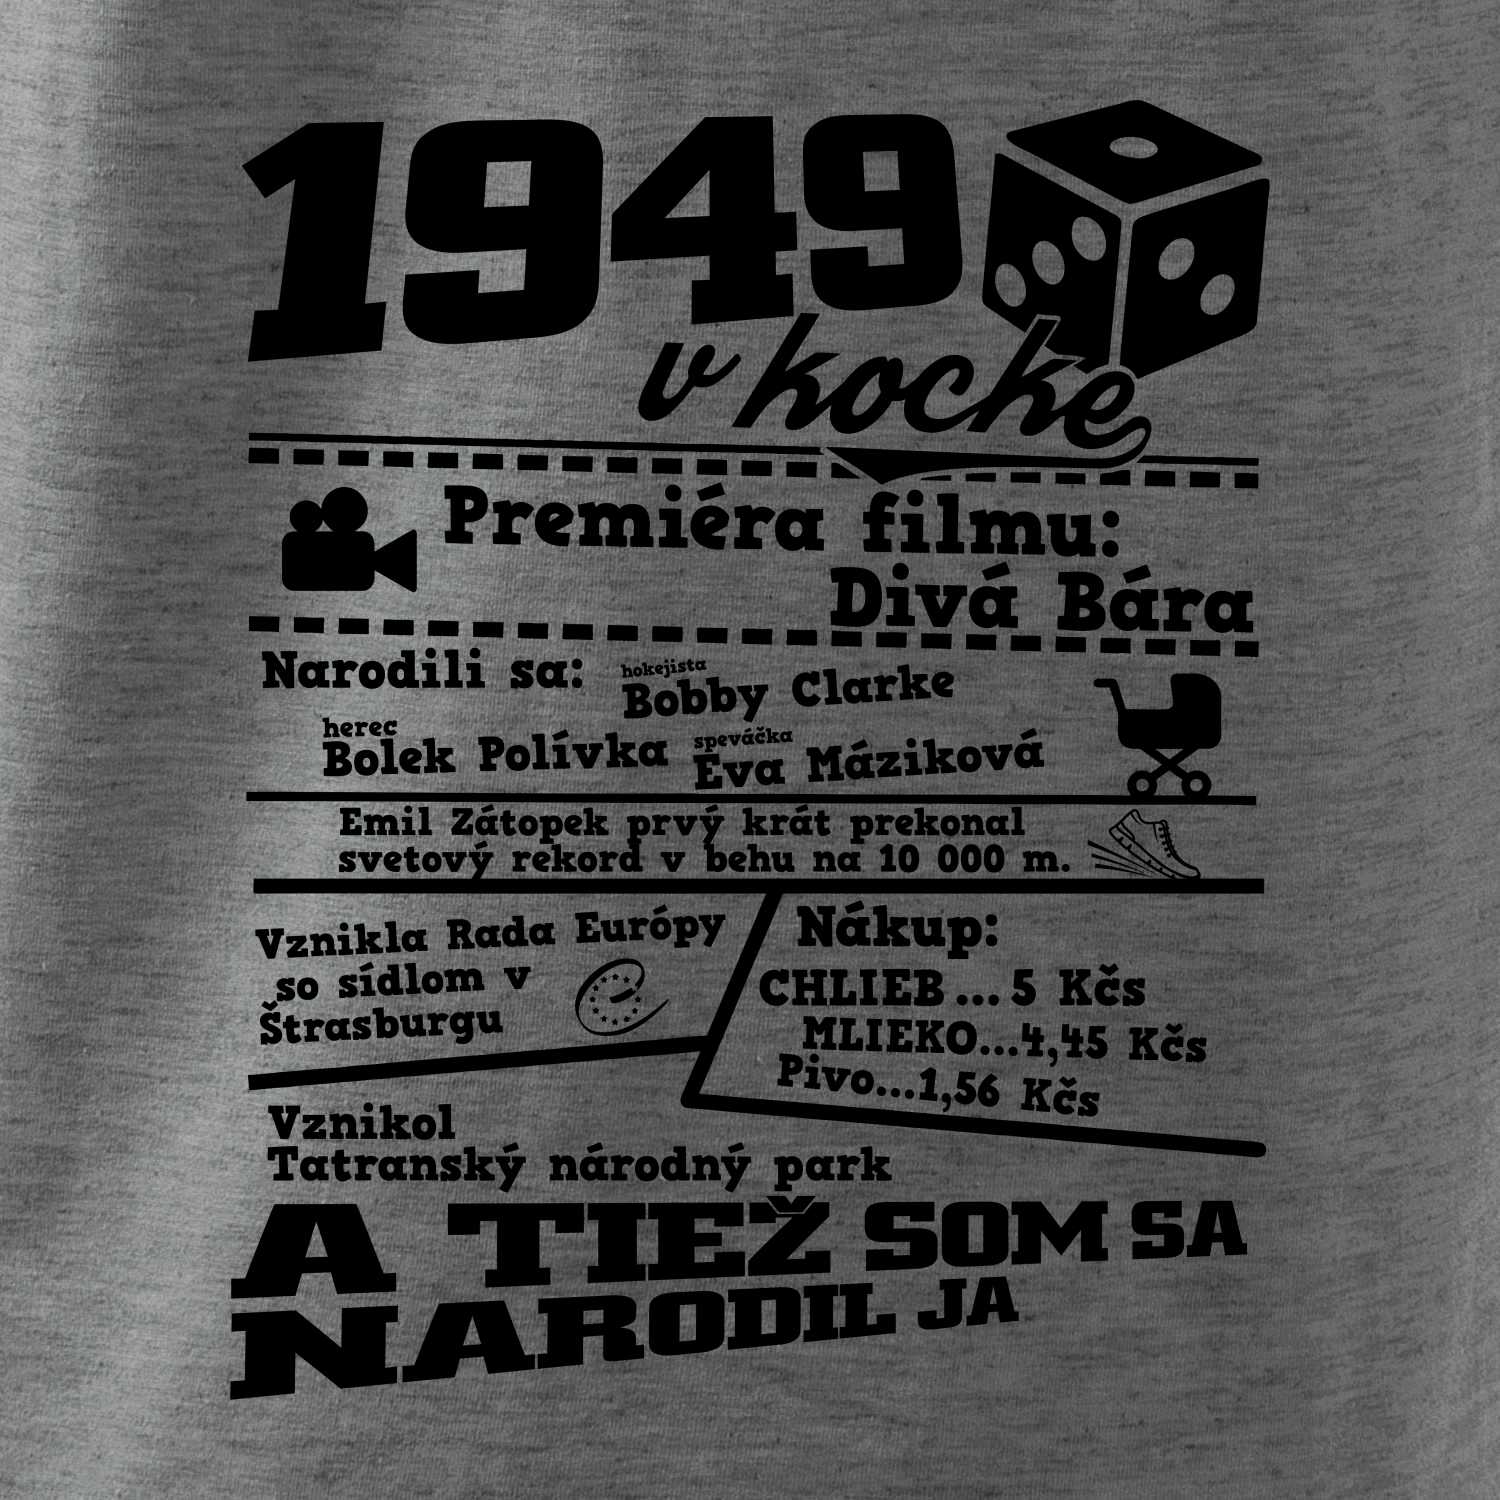 1949
v kocke
Premiéra filmu:
Divá Bára
Narodili sa:
hokejista
Bobby Clarke
herec
Bolek Polívka
speváčka
Eva Máziková
Emil Zátopek prvý krát prekonal
svetový rekord v behu na 10 000 m.
Vznikla Rada Európy
so sídlom v
Štrasburgu
Nákup:
CHLIEB...5 Kčs
MLIEKO...4,45 Kčs
Pivo...1,56 Kčs
Vznikol
Tatranský národný park
A TIEŽ SOM SA
NARODIL JA